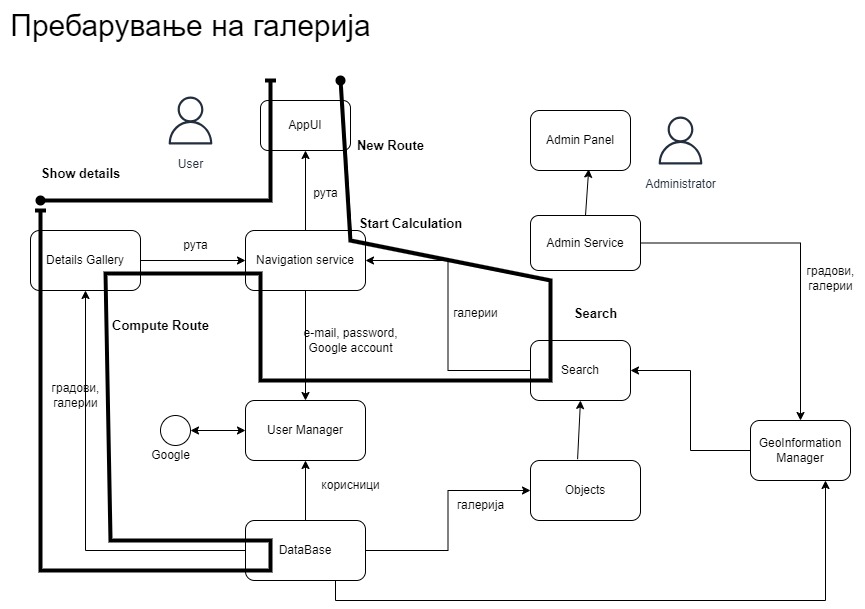 Пребарување на галерија
AppUI
User
New Route
Admin Panel
Show details
Administrator
рута
Start Calculation
рута
Details Gallery
Navigation service
Admin Service
градови,
галерии
галерии
Search
Compute Route
e-mail, password,
Google account
Search
градови,
галерии
User Manager
Google
GeoInformation
Manager
корисници
Objects
галерија
DataBase